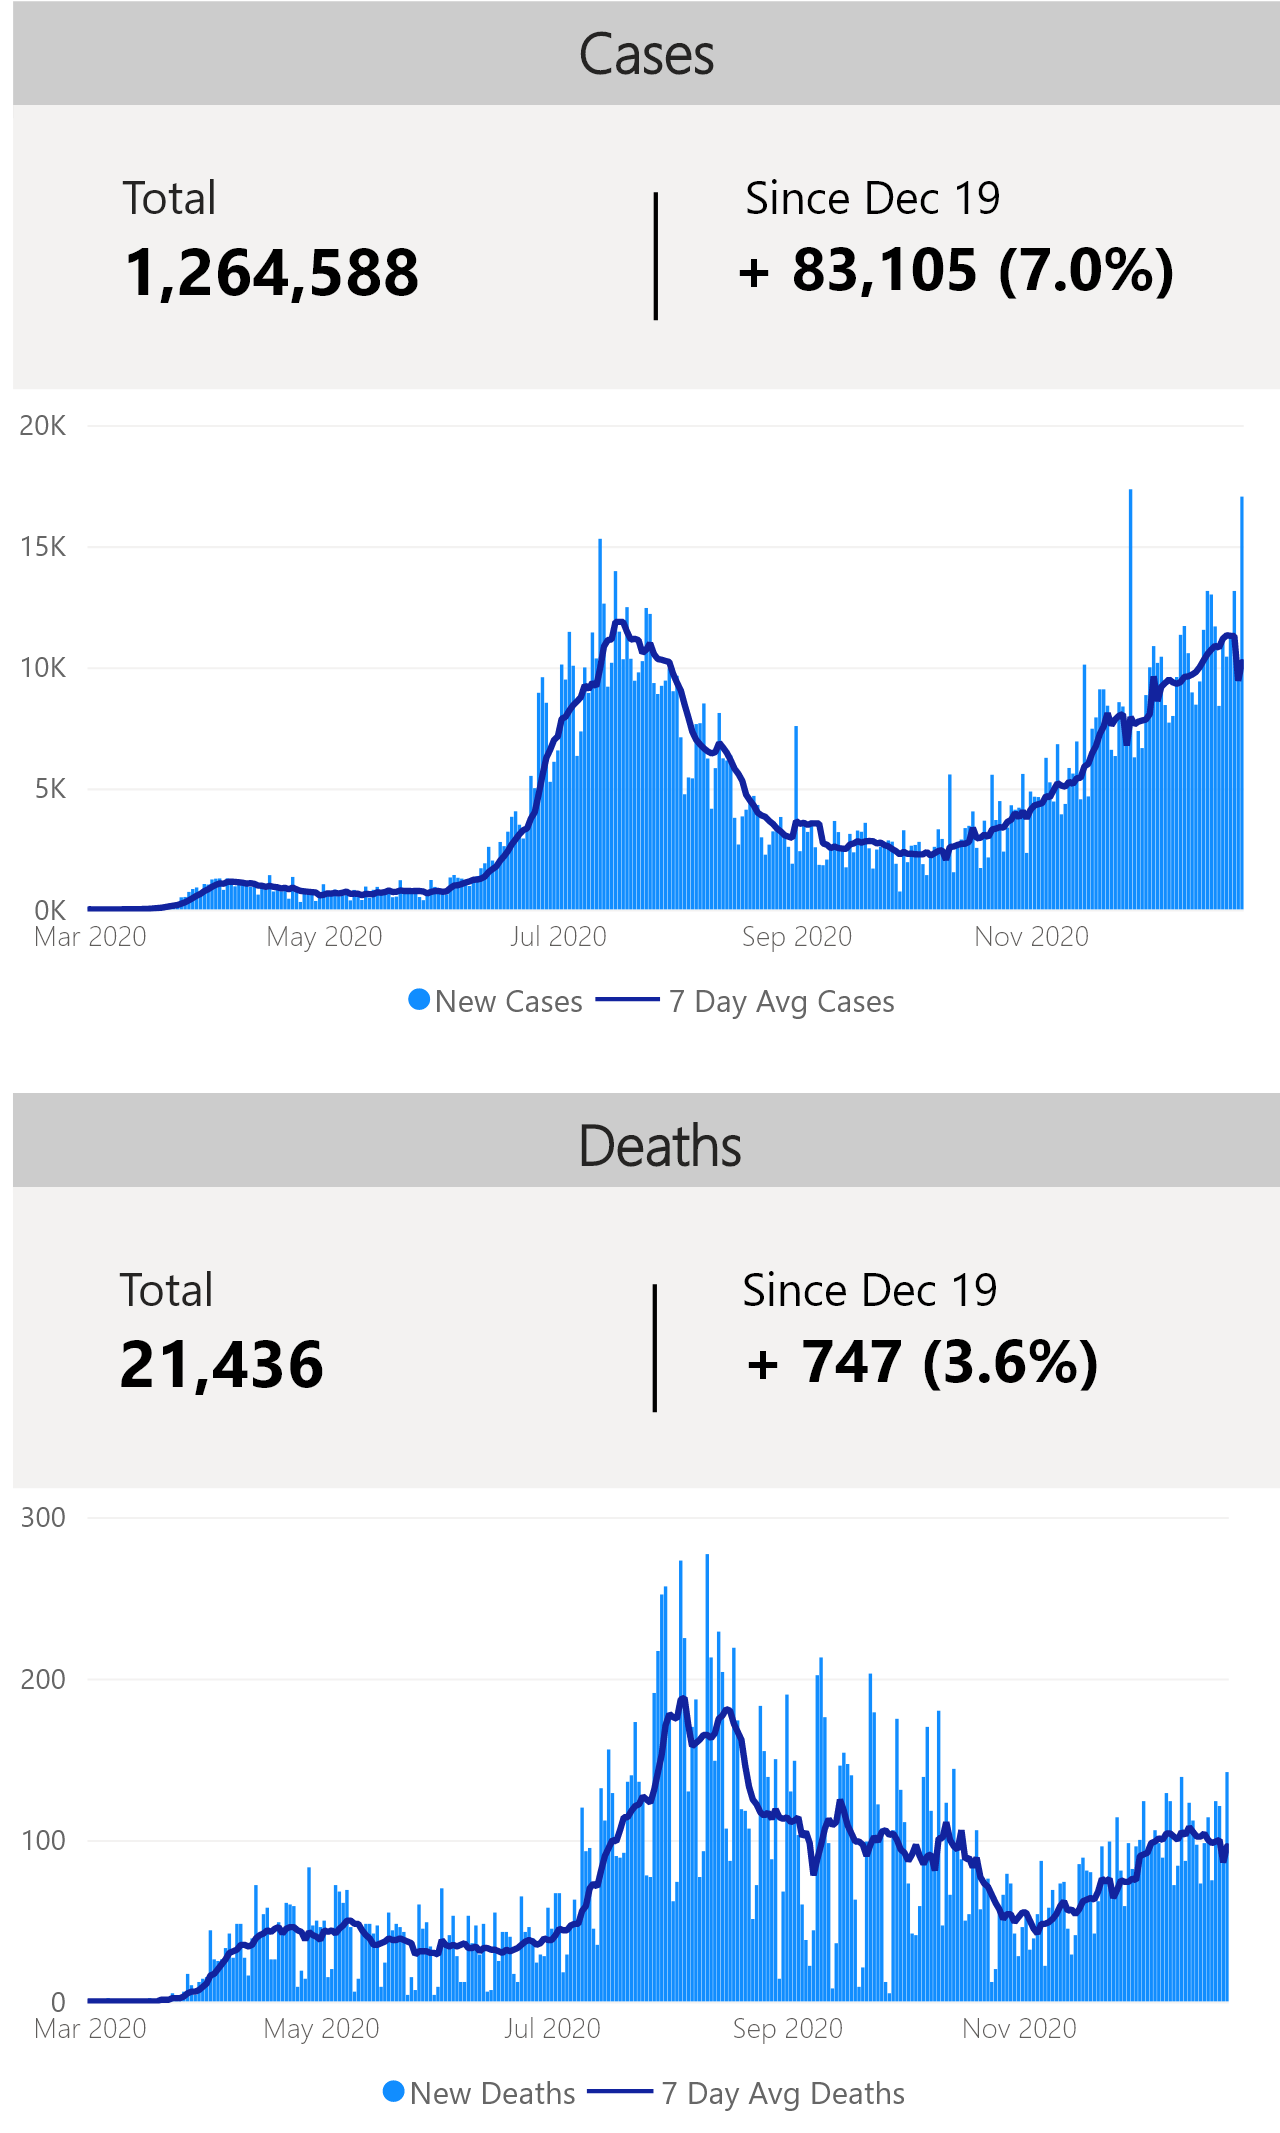 Cases
Total
Since Dec 19
1,264,588
+ 83,105 (7.0%)
20K
15K
10K
5K
0K
Mar 2020
May 2020
Jul 2020
Sep 2020
Nov 2020
New Cases
7 Day Avg Cases
Deaths
Total
Since Dec 19
21,436
+ 747 (3.6%)
300
200
100
0
Mar 2020
May 2020
Jul 2020
Sep 2020
Nov 2020
New Deaths
7 Day Avg Deaths